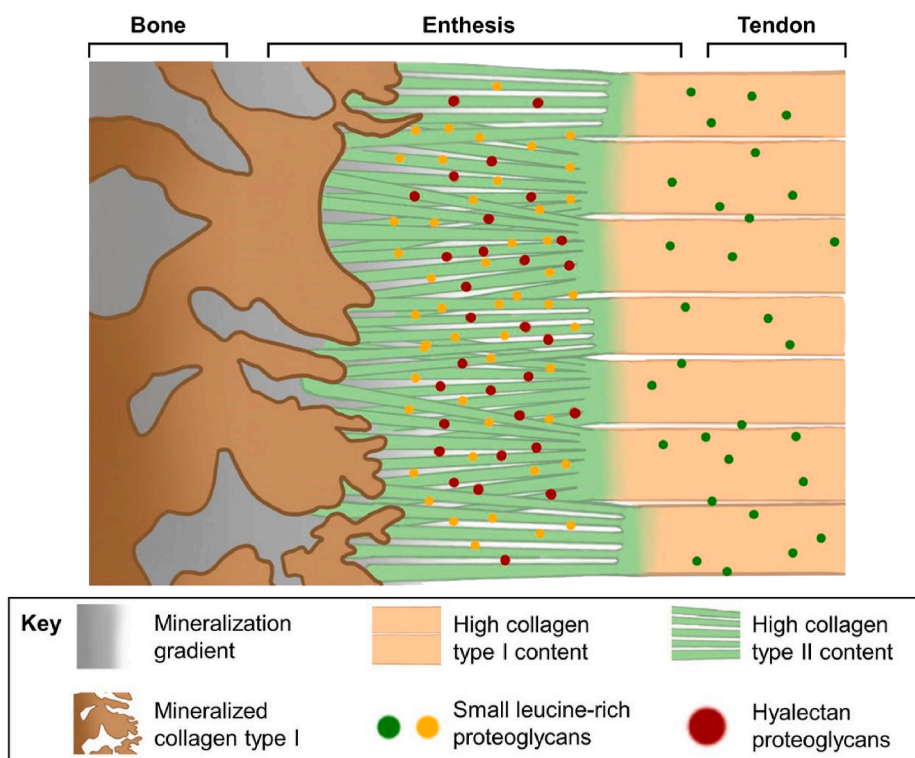 Bone Enthesis Tendon
Key
Mineralization
gradient
High collagen
type I content
High collagen
type II content
Mineralized
collagen type I
Small leucine-rich
proteoglycans
Hyalectan
proteoglycans